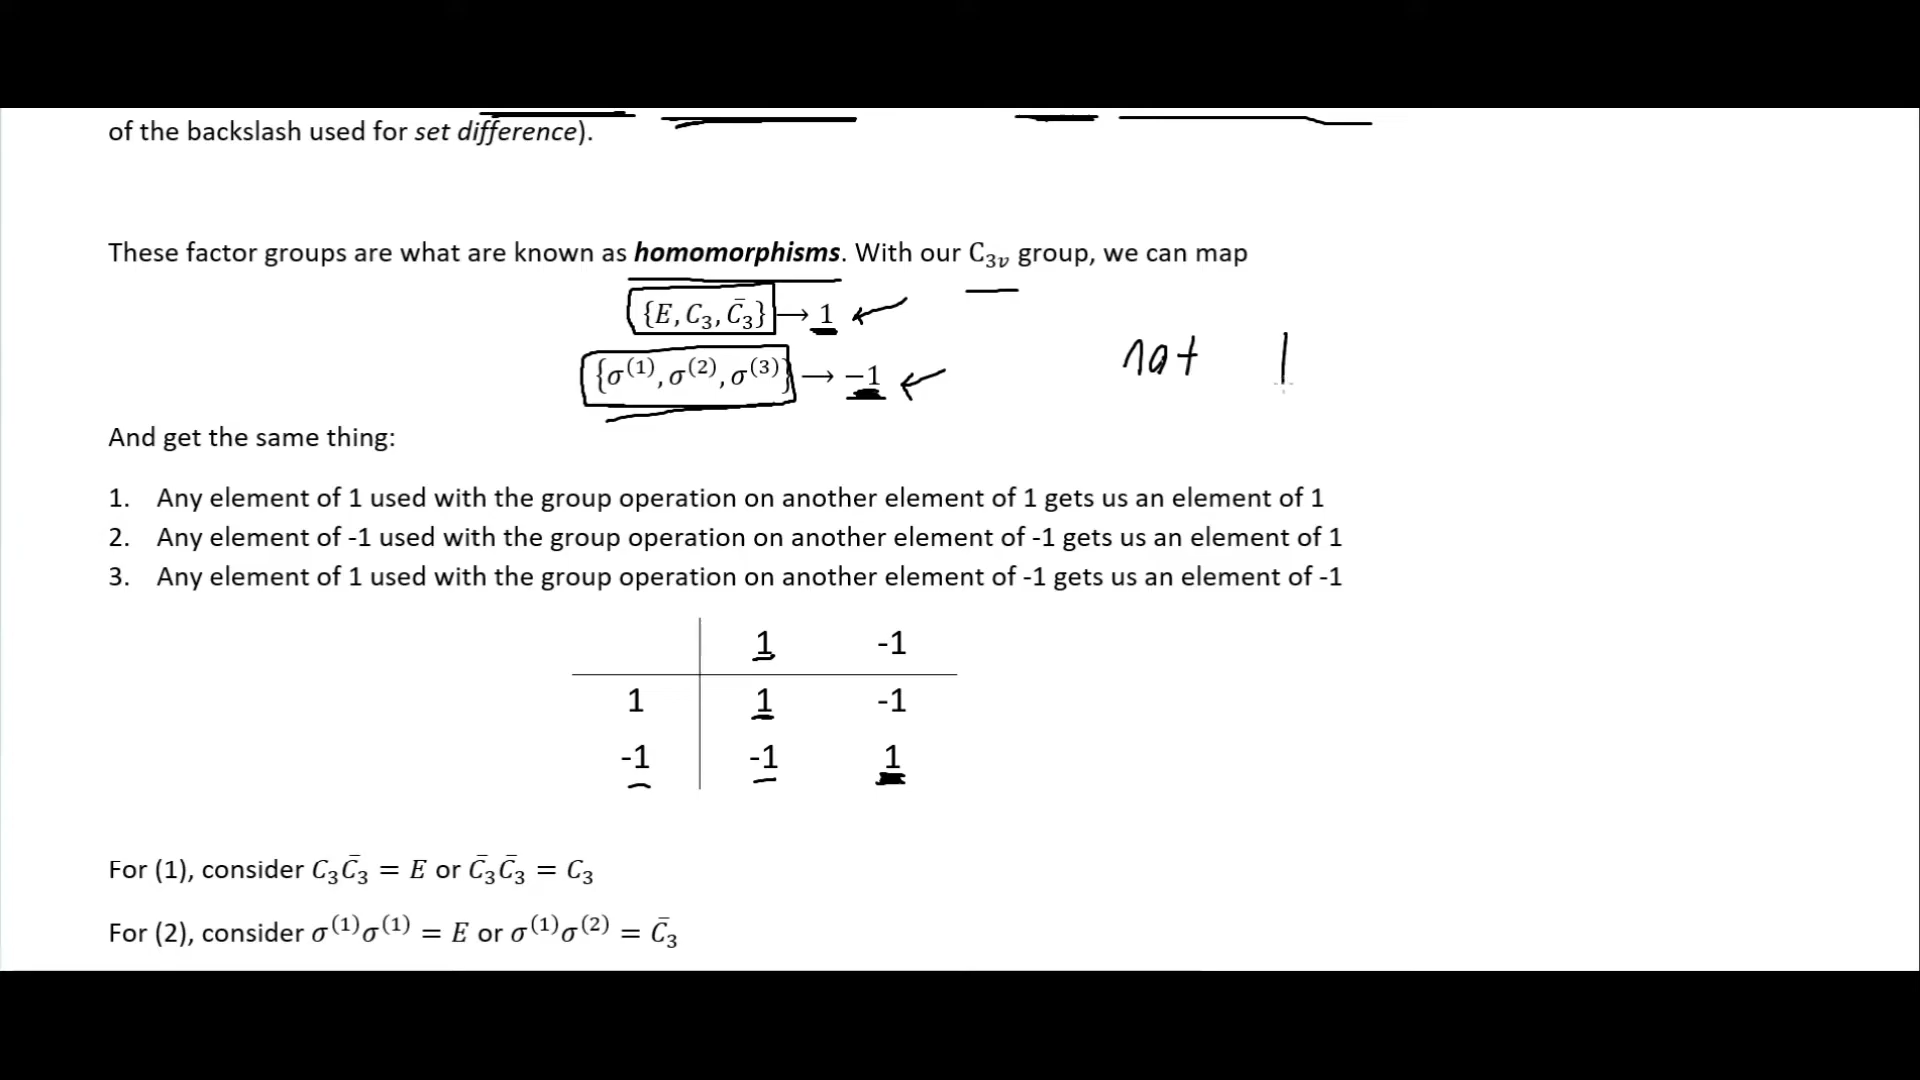 of the backslash used for set difference).
These factor groups are what are known as homomorphisms. With our C₃ᵥ group, we can map
{E, C₃, C̄₃} → 1
{σ⁽¹⁾, σ⁽²⁾, σ⁽³⁾} → −1
not 1
And get the same thing:
1. Any element of 1 used with the group operation on another element of 1 gets us an element of 1
2. Any element of -1 used with the group operation on another element of -1 gets us an element of 1
3. Any element of 1 used with the group operation on another element of -1 gets us an element of -1
1 -1
1 1 -1
-1 -1 1
For (1), consider C₃C̄₃ = E or C̄₃C̄₃ = C₃
For (2), consider σ⁽¹⁾σ⁽¹⁾ = E or σ⁽¹⁾σ⁽²⁾ = C̄₃